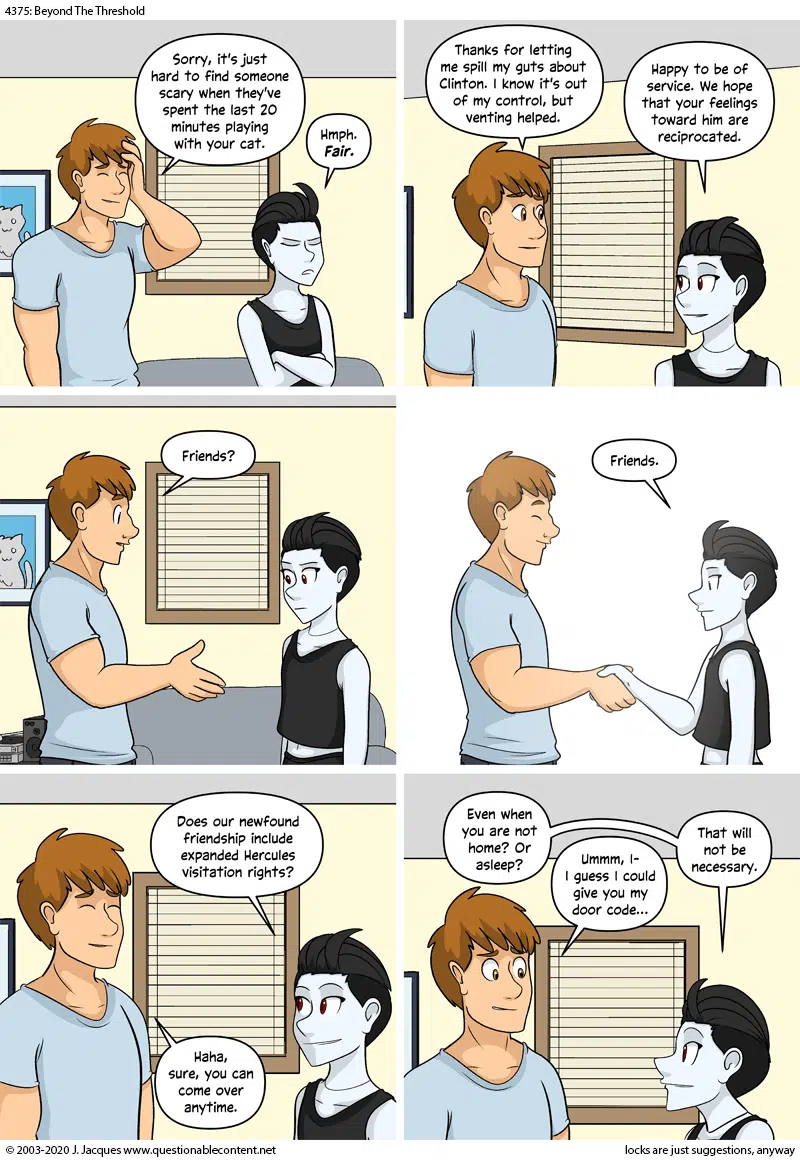 4375: Beyond The Threshold
Sorry, it's just
hard to find someone
scary when they've
spent the last 20
minutes playing
with your cat.
Hmph.
Fair.
Thanks for letting
me spill my guts about
Clinton. I know it's out
of my control, but
venting helped.
Happy to be of
service. We hope
that your feelings
toward him are
reciprocated.
Friends?
Friends.
Does our newfound
friendship include
expanded Hercules
visitation rights?
Haha,
sure, you can
come over
anytime.
Even when
you are not
home? Or
asleep?
Ummm, I-
I guess I could
give you my
door code...
That will
not be
necessary.
© 2003-2020 J. Jacques www.questionablecontent.net
locks are just suggestions, anyway